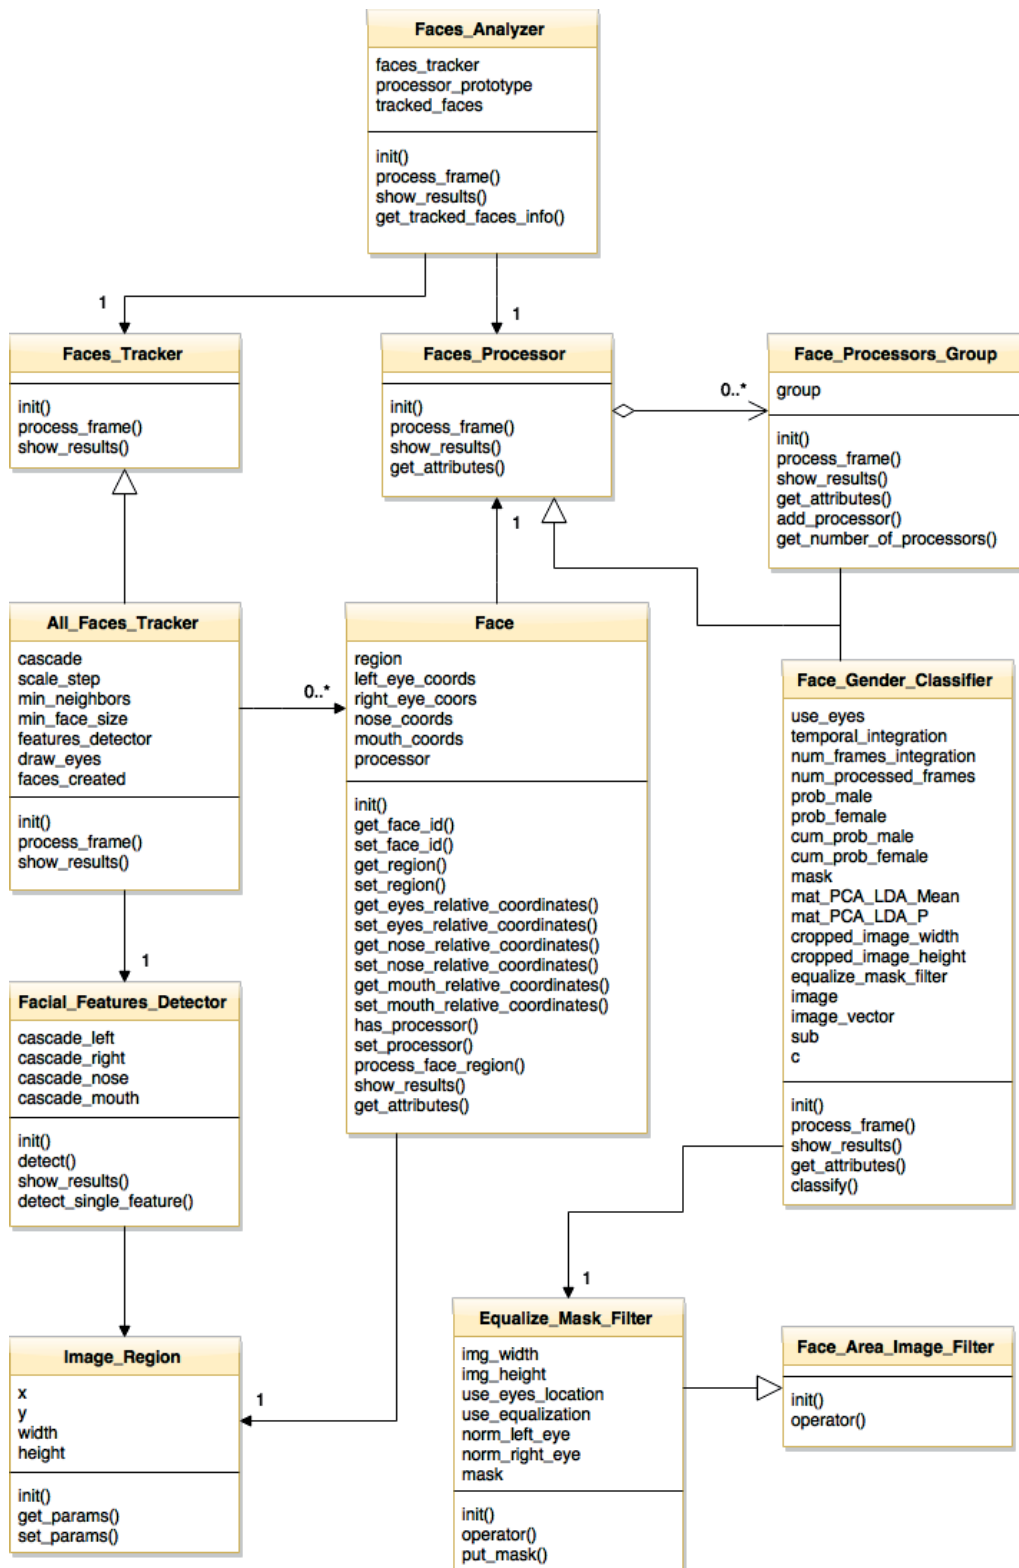 Faces_Analyzer
faces_tracker
processor_prototype
tracked_faces
init()
process_frame()
show_results()
get_tracked_faces_info()
1
1
Faces_Tracker
init()
process_frame()
show_results()
Faces_Processor
init()
process_frame()
show_results()
get_attributes()
0..*
Face_Processors_Group
group
init()
process_frame()
show_results()
get_attributes()
add_processor()
get_number_of_processors()
1
All_Faces_Tracker
cascade
scale_step
min_neighbors
min_face_size
features_detector
draw_eyes
faces_created
init()
process_frame()
show_results()
0..*
Face
region
left_eye_coords
right_eye_coors
nose_coords
mouth_coords
processor
init()
get_face_id()
set_face_id()
get_region()
set_region()
get_eyes_relative_coordinates()
set_eyes_relative_coordinates()
get_nose_relative_coordinates()
set_nose_relative_coordinates()
get_mouth_relative_coordinates()
set_mouth_relative_coordinates()
has_processor()
set_processor()
process_face_region()
show_results()
get_attributes()
Face_Gender_Classifier
use_eyes
temporal_integration
num_frames_integration
num_processed_frames
prob_male
prob_female
cum_prob_male
cum_prob_female
mask
mat_PCA_LDA_Mean
mat_PCA_LDA_P
cropped_image_width
cropped_image_height
equalize_mask_filter
image
image_vector
sub
c
init()
process_frame()
show_results()
get_attributes()
classify()
1
Facial_Features_Detector
cascade_left
cascade_right
cascade_nose
cascade_mouth
init()
detect()
show_results()
detect_single_feature()
1
Image_Region
x
y
width
height
init()
get_params()
set_params()
1
Equalize_Mask_Filter
img_width
img_height
use_eyes_location
use_equalization
norm_left_eye
norm_right_eye
mask
init()
operator()
put_mask()
Face_Area_Image_Filter
init()
operator()